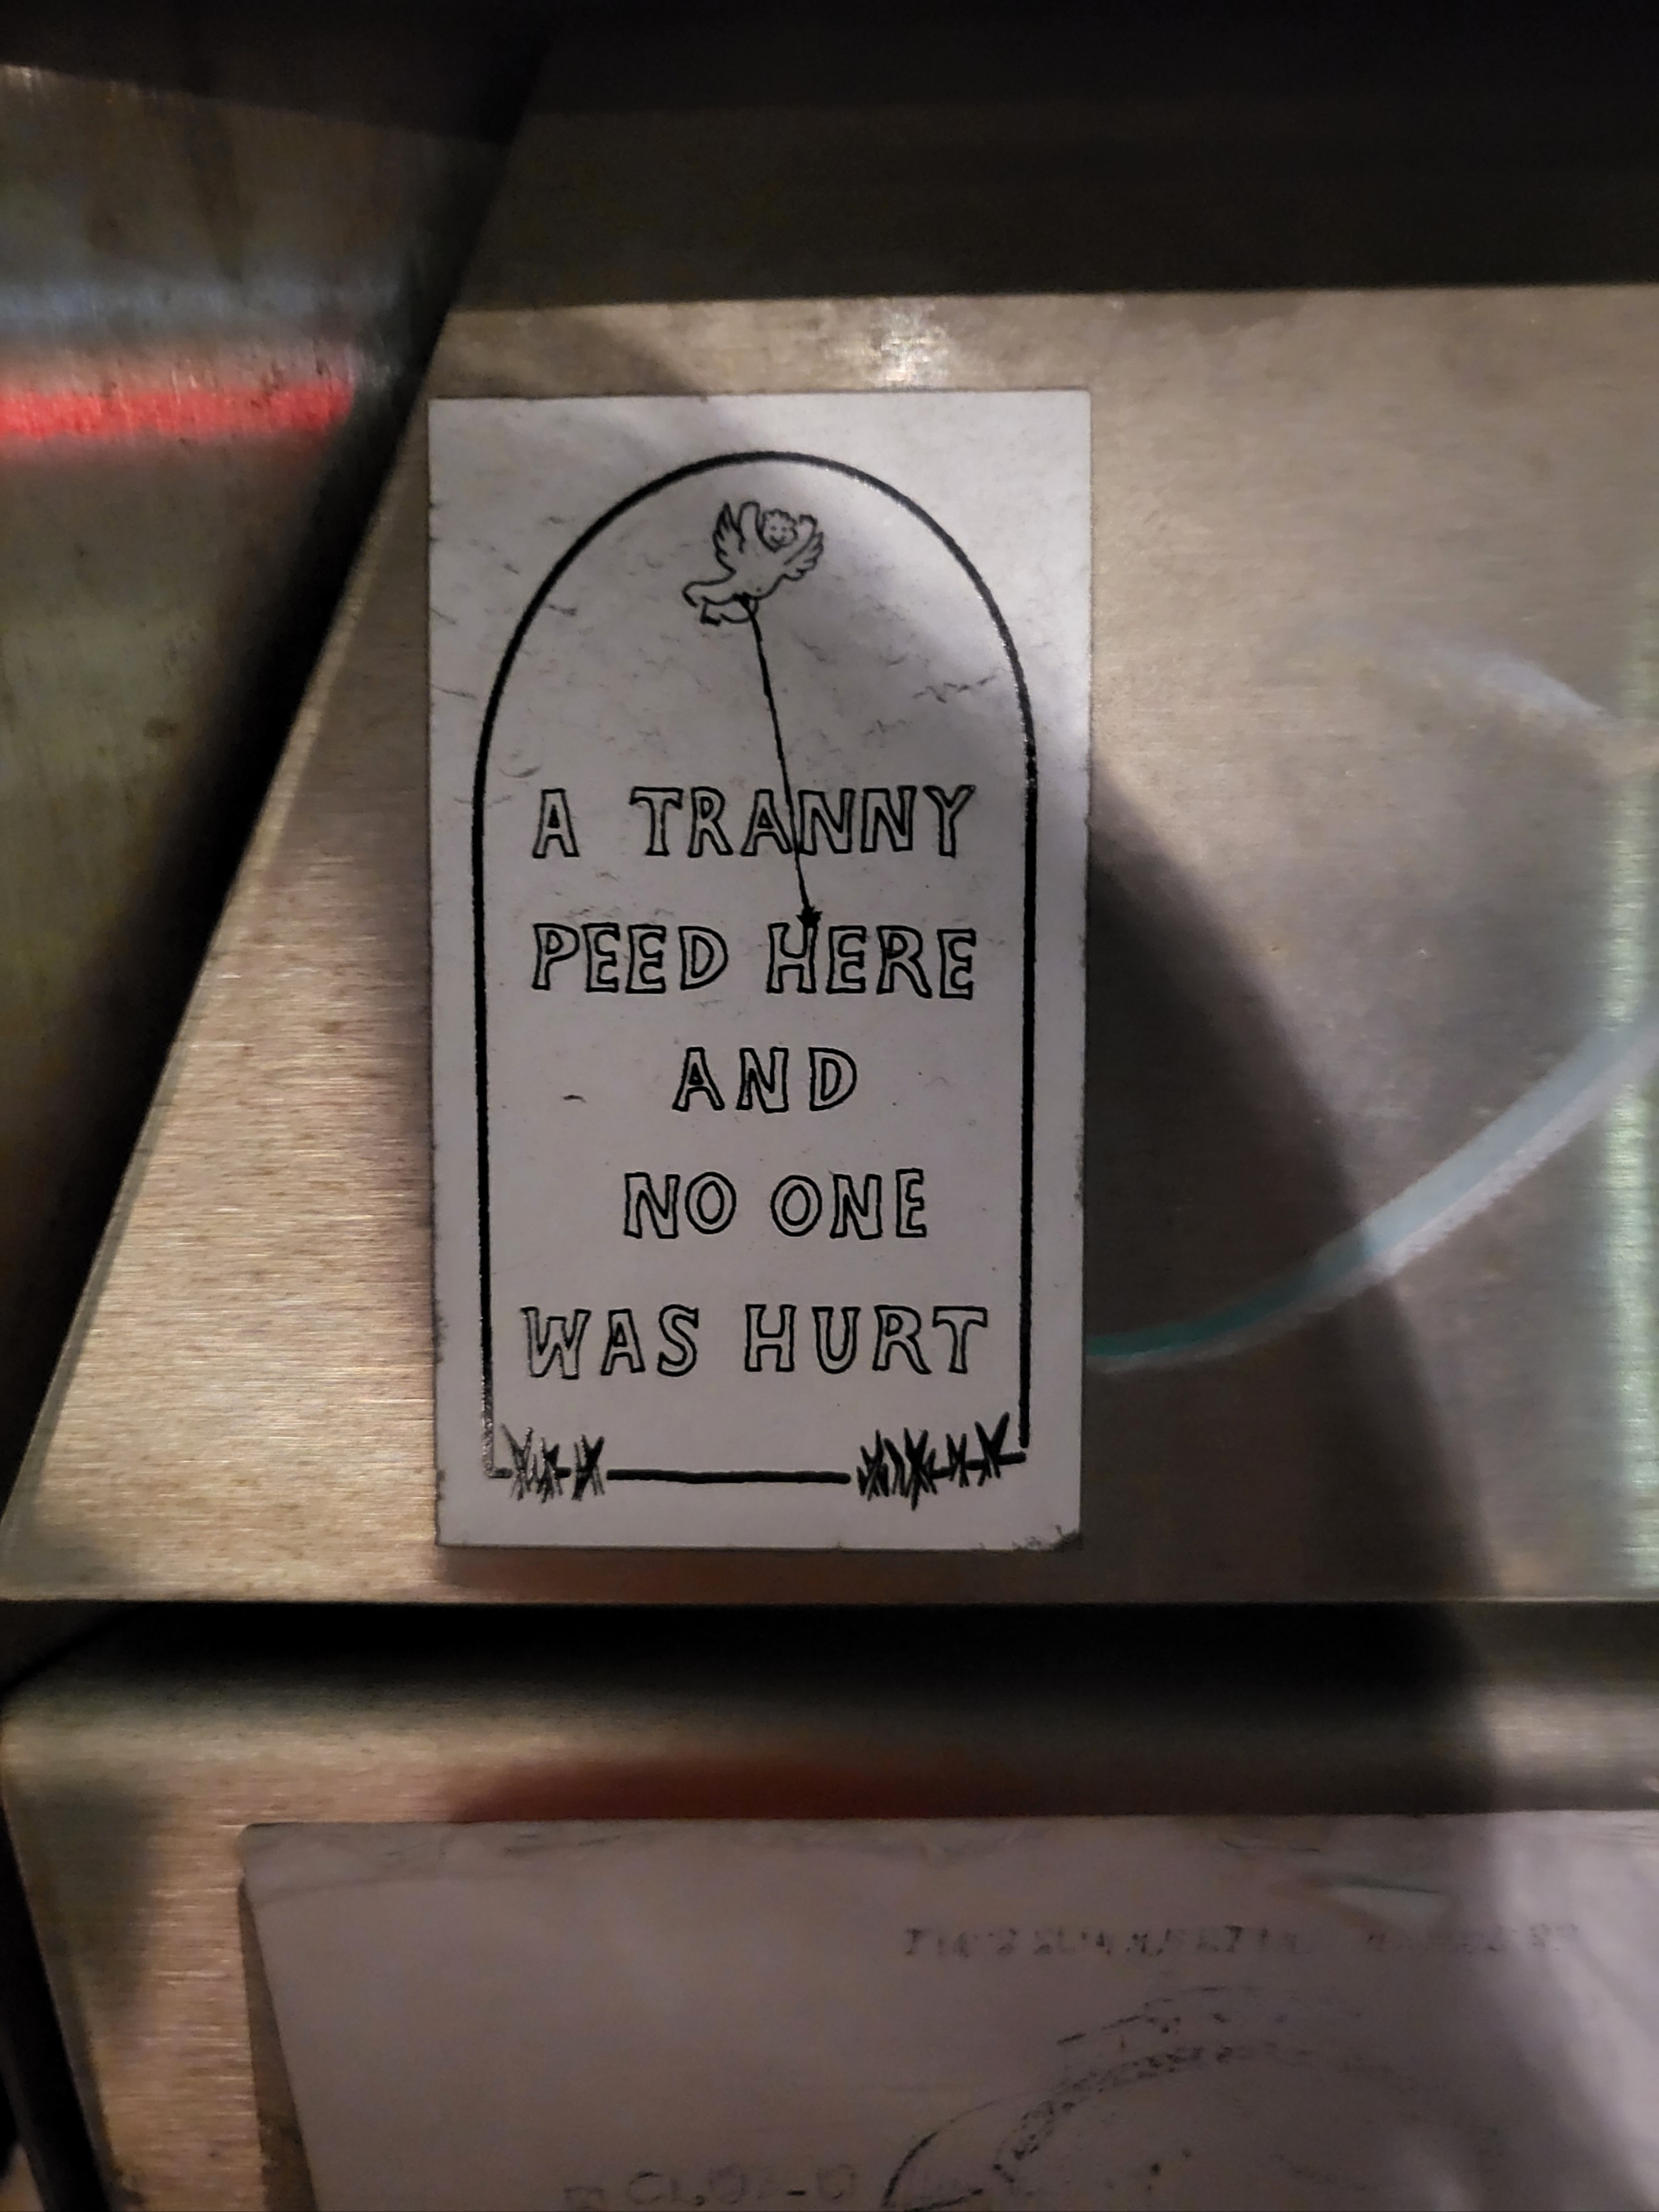 A TRANNY
PEED HERE
AND
NO ONE
WAS HURT